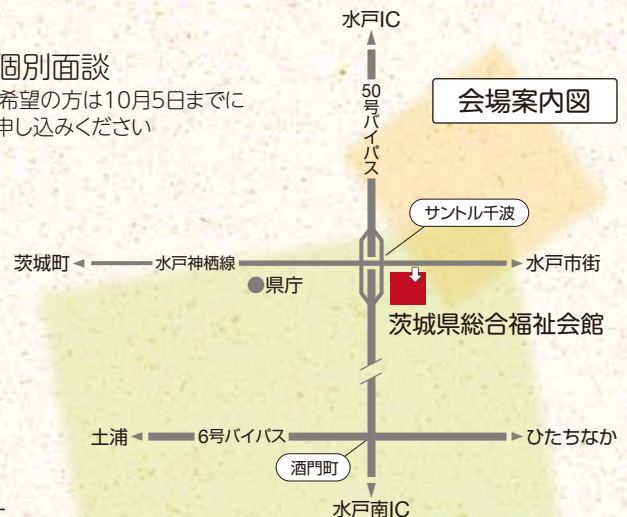 水戸IC
個別面談
希望の方は10月5日までに
申し込みください
会場案内図
50号バイパス
サントル千波
茨城町
水戸神栖線
水戸市街
県庁
茨城県総合福祉会館
土浦
6号バイパス
ひたちなか
酒門町
水戸南IC